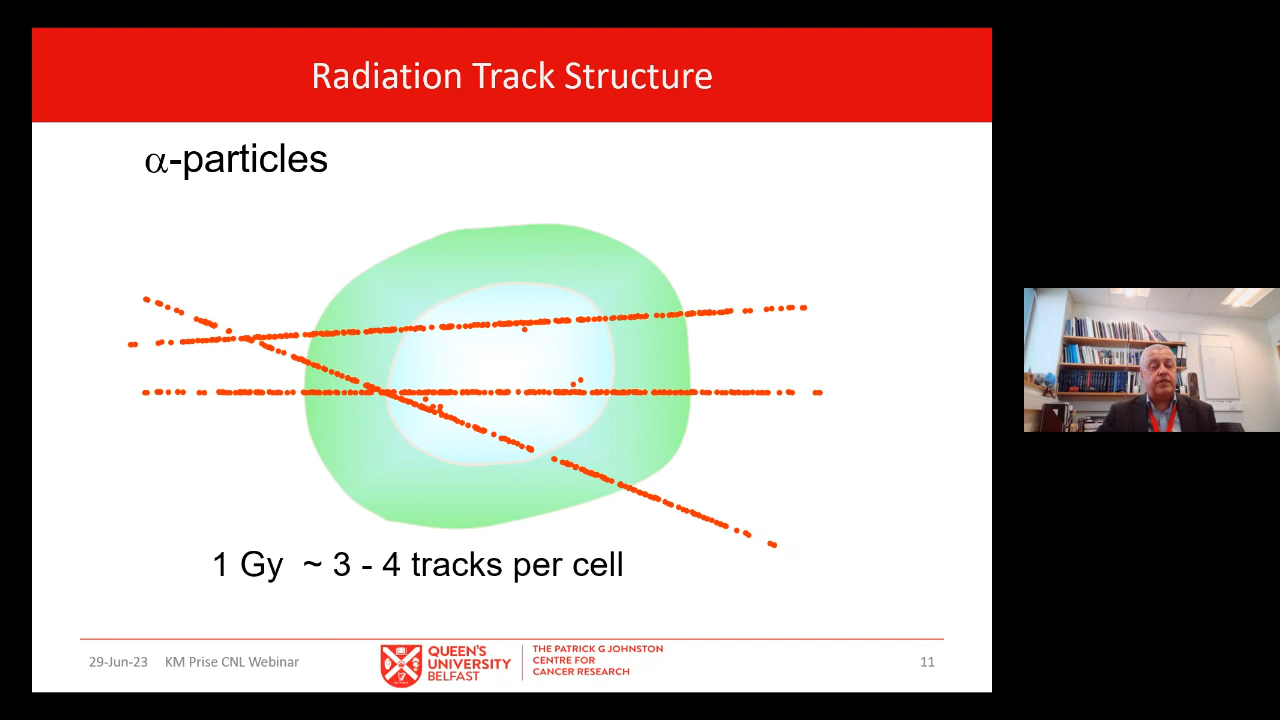 Radiation Track Structure
α-particles
1 Gy ~ 3 - 4 tracks per cell
29-Jun-23 KM Prise CNL Webinar
QUEEN'S
UNIVERSITY
BELFAST
THE PATRICK G JOHNSTON
CENTRE FOR
CANCER RESEARCH
11